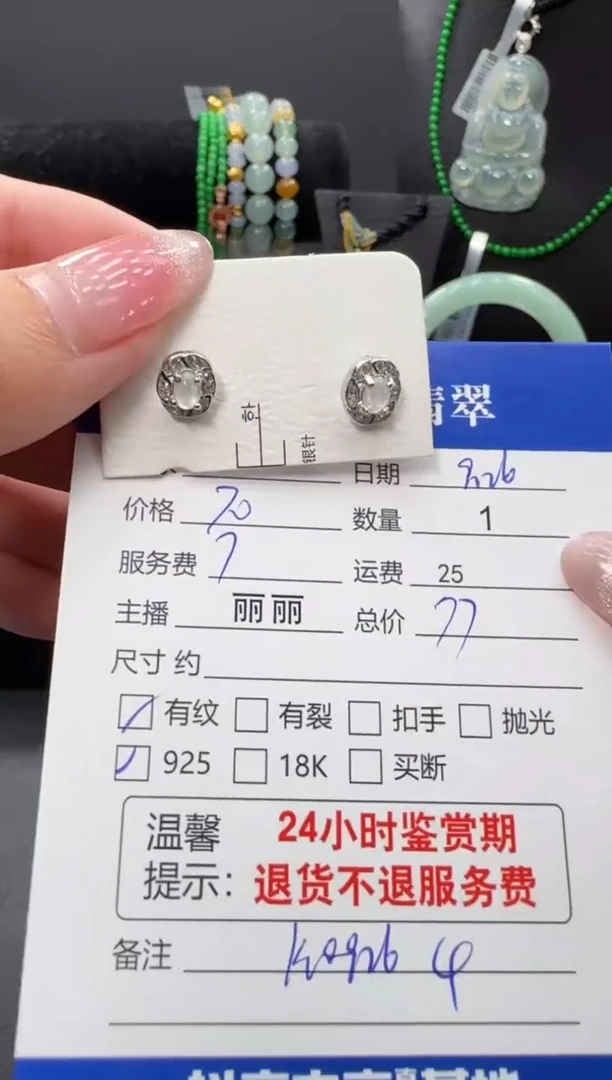 翡翠
银针
日期 926
价格 70 数量 1
服务费 7 运费 25
主播 丽丽 总价 77
尺寸 约
有纹 有裂 扣手 抛光
925 18K 买断
温馨 24小时鉴赏期
提示: 退货不退服务费
备注